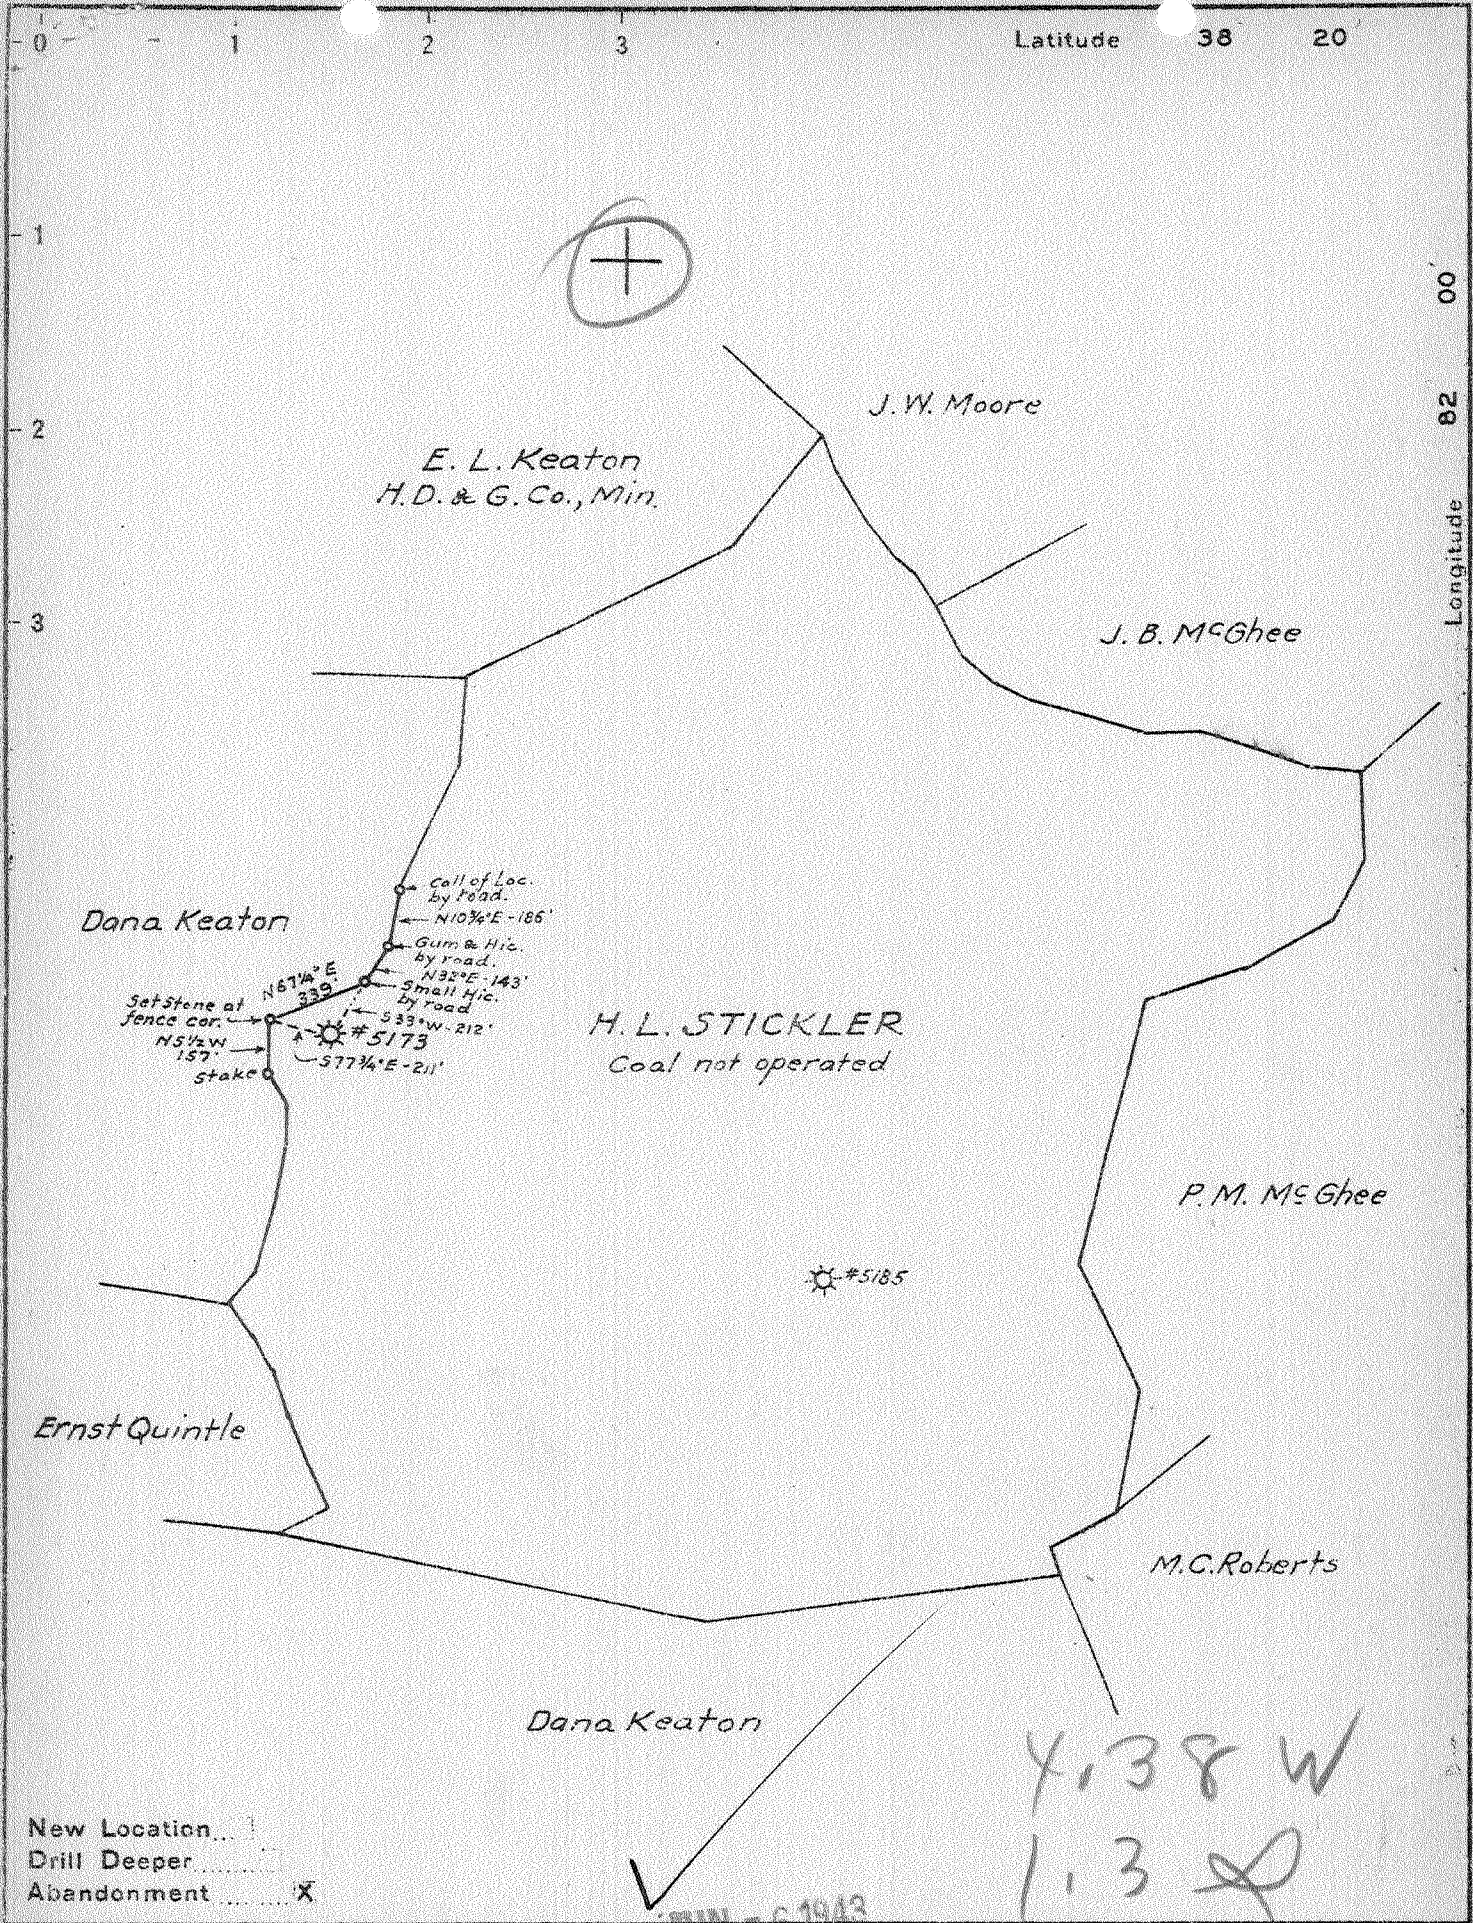 0 1 2 3 Latitude 38 20
1
00'
82
Longitude
2
J. W. Moore
E. L. Keaton
H.D. & G. Co., Min.
3
J. B. McGhee
Call of Loc.
by road.
N10¾°E-186'
Dana Keaton
Gum & Hic.
by road.
N32°E-143'
N67¼°E
339'
Small Hic.
by road
Set Stone at
fence cor.
S33°W-212'
#5173
N5½W
157'
S77¾°E-211'
Stake
H. L. STICKLER
Coal not operated
P. M. McGhee
#5185
Ernst Quintle
M.C. Roberts
Dana Keaton
4.38 W
1.3
New Location
Drill Deeper
Abandonment X
1943